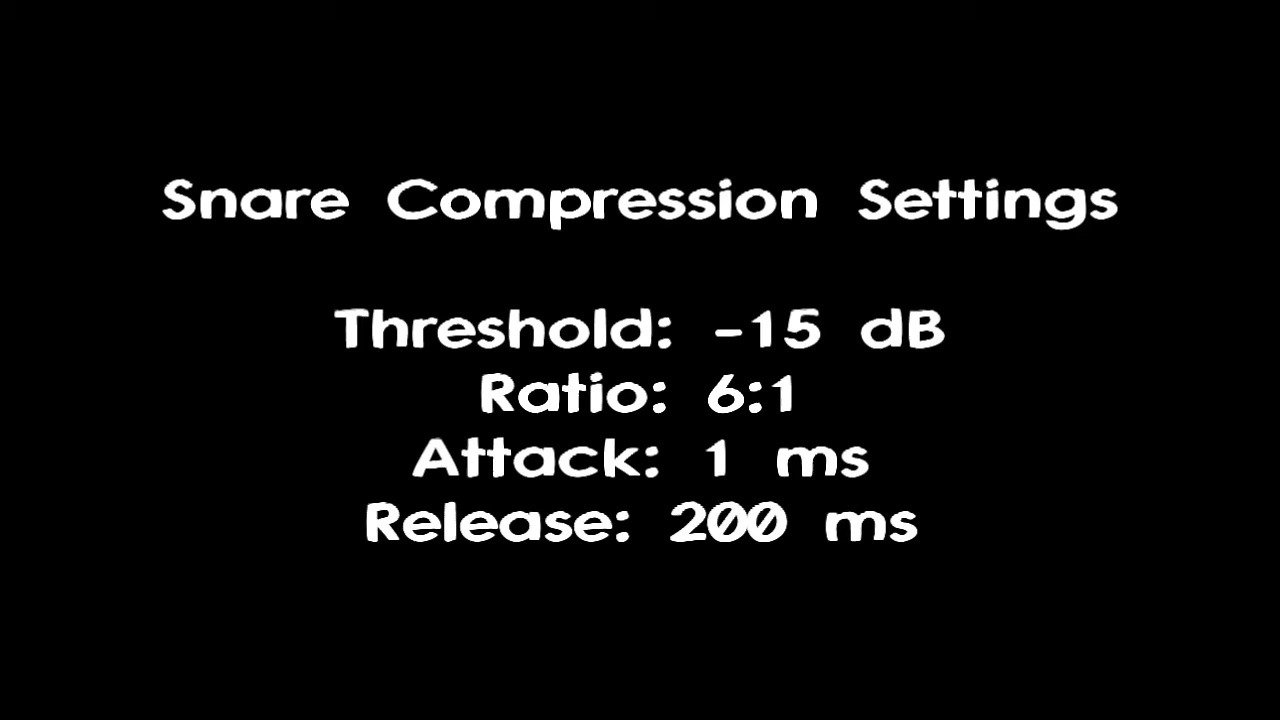 Snare Compression Settings
Threshold: -15 dB
Ratio: 6:1
Attack: 1 ms
Release: 200 ms